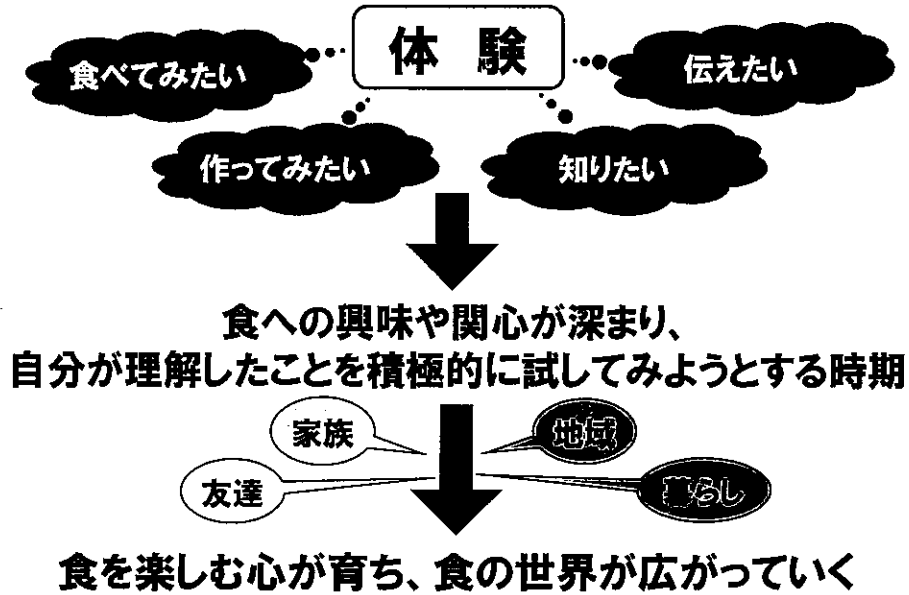 体 験
食べてみたい
伝えたい
作ってみたい
知りたい
食への興味や関心が深まり、
自分が理解したことを積極的に試してみようとする時期
家族
地域
友達
暮らし
食を楽しむ心が育ち、食の世界が広がっていく